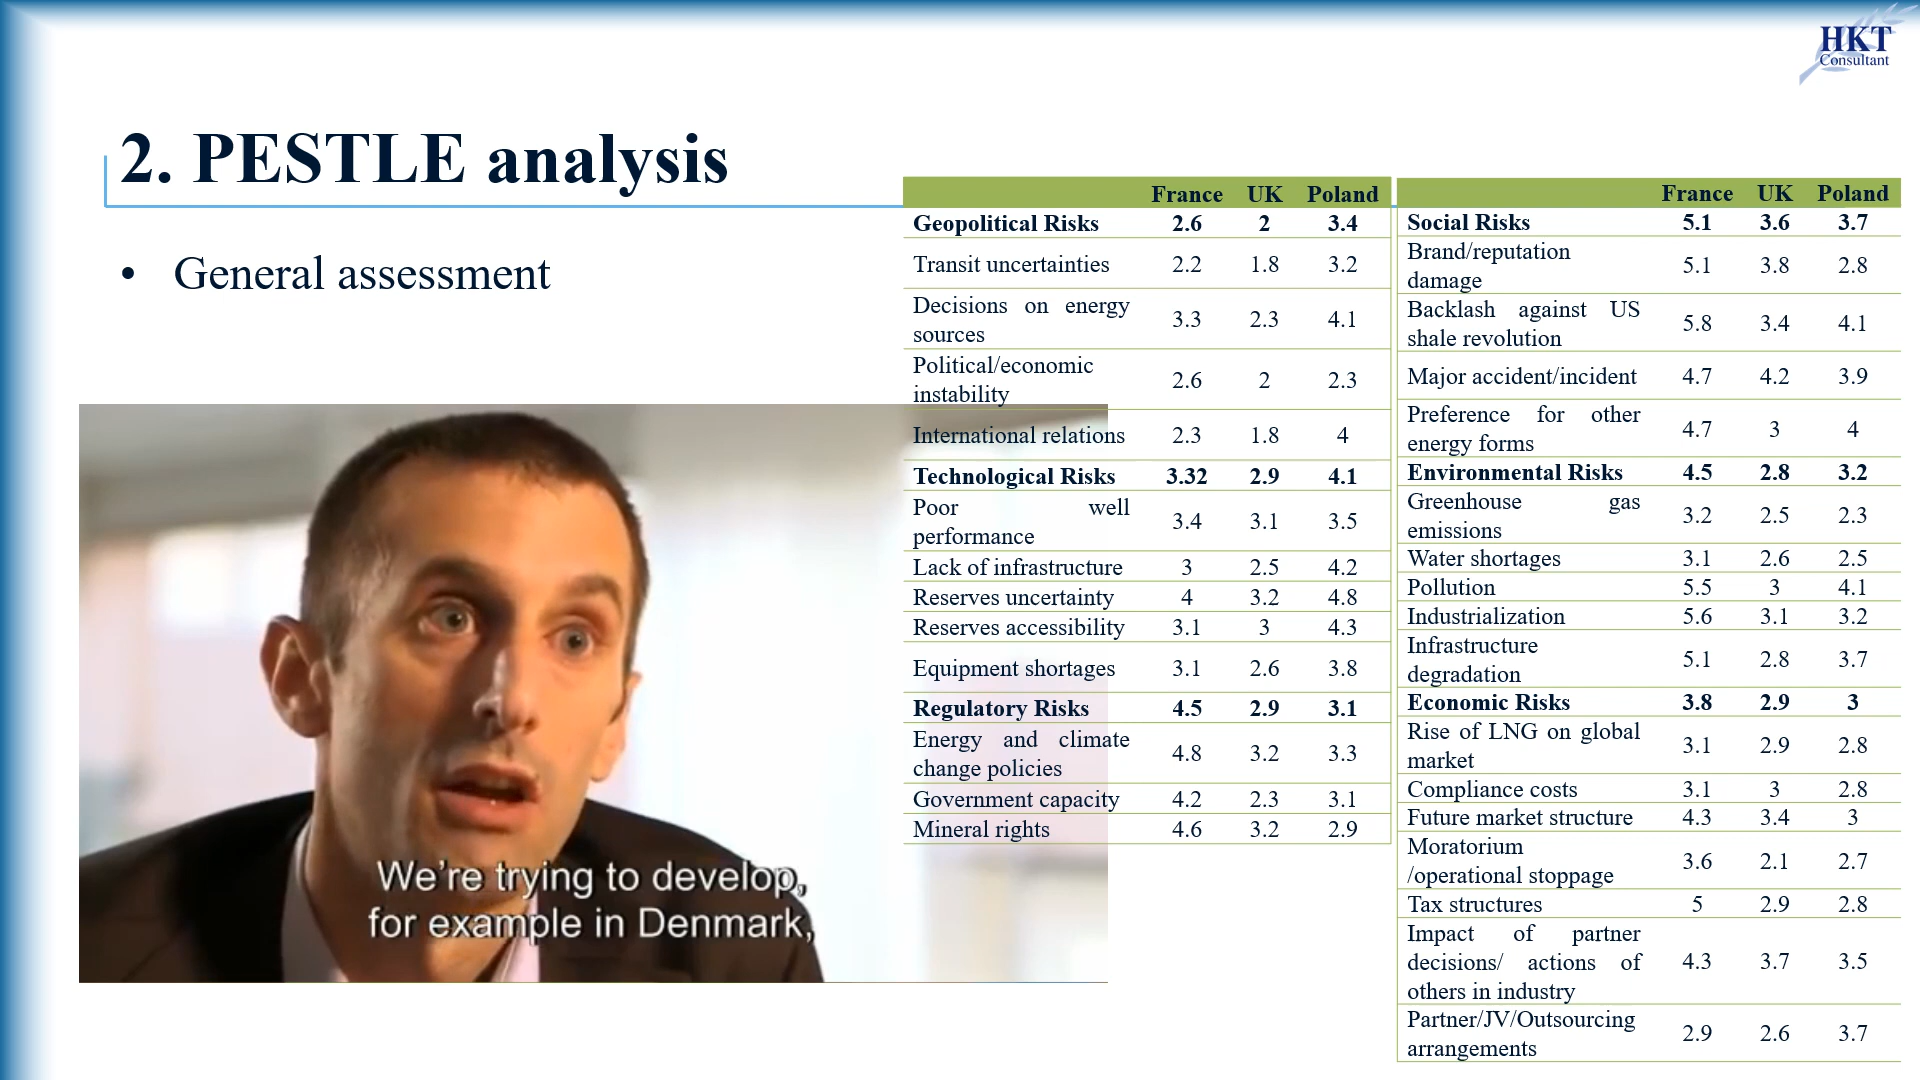 HKT
Consultant
2. PESTLE analysis
• General assessment
France UK Poland
Geopolitical Risks 2.6 2 3.4
Transit uncertainties 2.2 1.8 3.2
Decisions on energy
sources 3.3 2.3 4.1
Political/economic
instability 2.6 2 2.3
International relations 2.3 1.8 4
Technological Risks 3.32 2.9 4.1
Poor well
performance 3.4 3.1 3.5
Lack of infrastructure 3 2.5 4.2
Reserves uncertainty 4 3.2 4.8
Reserves accessibility 3.1 3 4.3
Equipment shortages 3.1 2.6 3.8
Regulatory Risks 4.5 2.9 3.1
Energy and climate
change policies 4.8 3.2 3.3
Government capacity 4.2 2.3 3.1
Mineral rights 4.6 3.2 2.9
France UK Poland
Social Risks 5.1 3.6 3.7
Brand/reputation
damage 5.1 3.8 2.8
Backlash against US
shale revolution 5.8 3.4 4.1
Major accident/incident 4.7 4.2 3.9
Preference for other
energy forms 4.7 3 4
Environmental Risks 4.5 2.8 3.2
Greenhouse gas
emissions 3.2 2.5 2.3
Water shortages 3.1 2.6 2.5
Pollution 5.5 3 4.1
Industrialization 5.6 3.1 3.2
Infrastructure
degradation 5.1 2.8 3.7
Economic Risks 3.8 2.9 3
Rise of LNG on global
market 3.1 2.9 2.8
Compliance costs 3.1 3 2.8
Future market structure 4.3 3.4 3
Moratorium
/operational stoppage 3.6 2.1 2.7
Tax structures 5 2.9 2.8
Impact of partner
decisions/ actions of 4.3 3.7 3.5
others in industry
Partner/JV/Outsourcing
arrangements 2.9 2.6 3.7
We're trying to develop,
for example in Denmark,